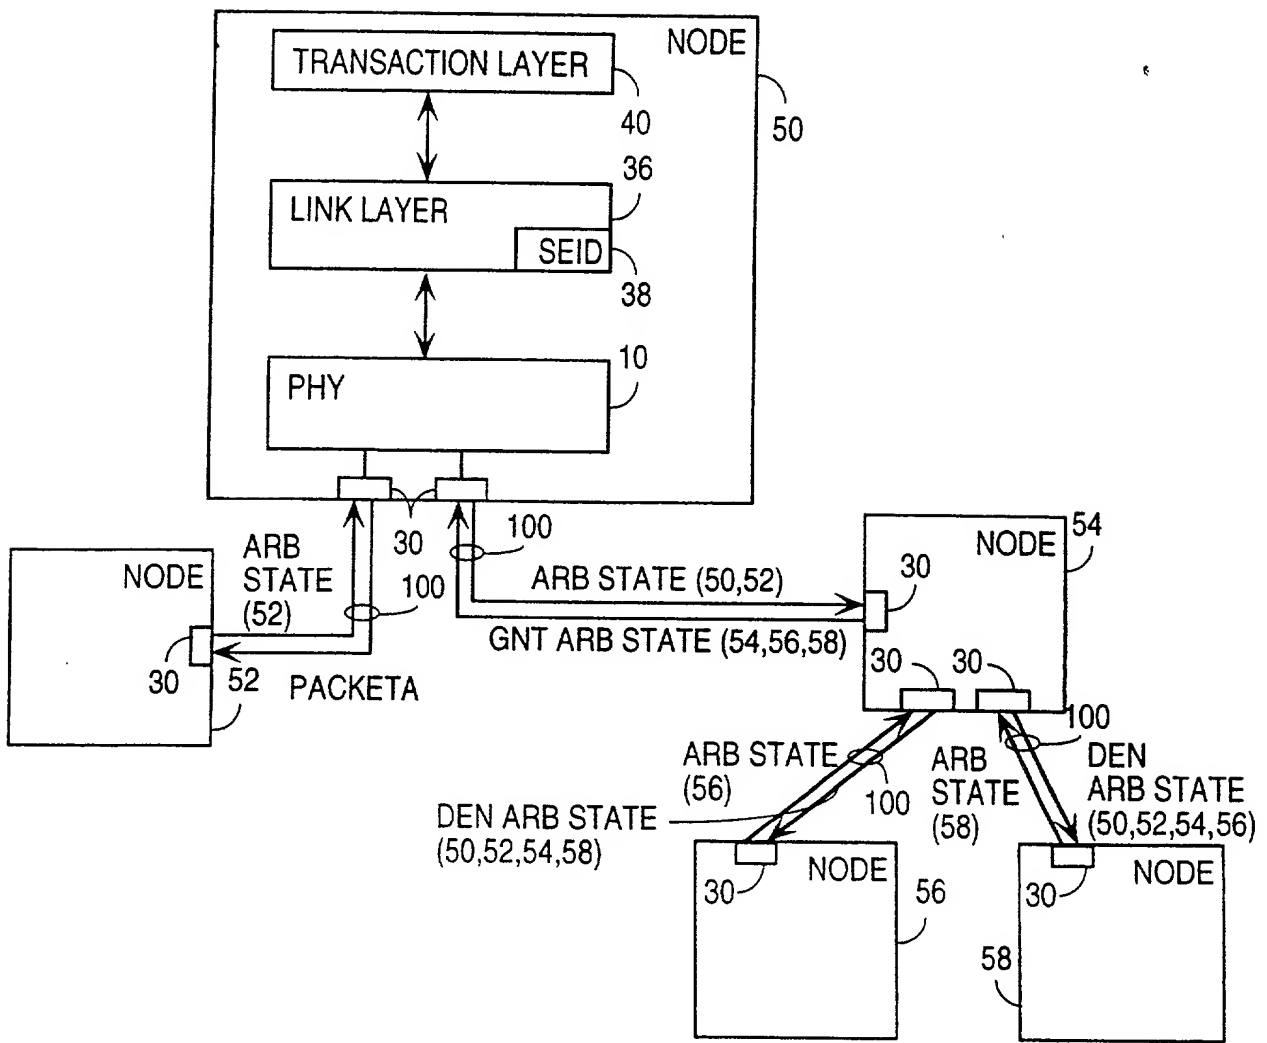 NODE
TRANSACTION LAYER
40
50
36
LINK LAYER
SEID
38
10
PHY
30
100
ARB
STATE
(52)
100
NODE
30
52
PACKETA
ARB STATE (50,52)
GNT ARB STATE (54,56,58)
54
NODE
30
30
30
100
ARB STATE
(56)
100
ARB
STATE
(58)
DEN
ARB STATE
(50,52,54,56)
DEN ARB STATE
(50,52,54,58)
NODE
30
56
NODE
30
58